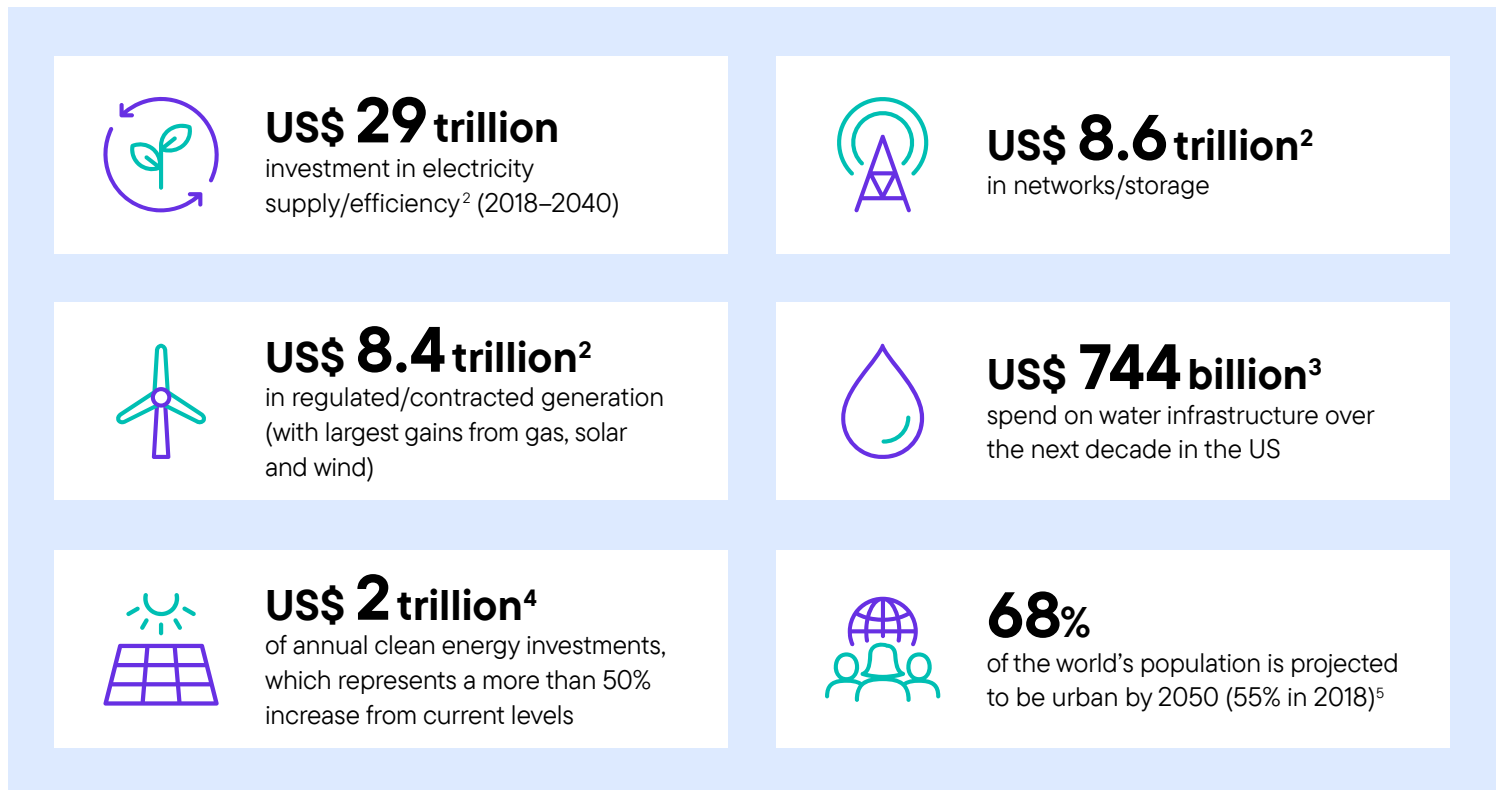 US$ 29 trillion
investment in electricity
supply/efficiency² (2018–2040)
US$ 8.6 trillion²
in networks/storage
US$ 8.4 trillion²
in regulated/contracted generation
(with largest gains from gas, solar
and wind)
US$ 744 billion³
spend on water infrastructure over
the next decade in the US
US$ 2 trillion⁴
of annual clean energy investments,
which represents a more than 50%
increase from current levels
68%
of the world’s population is projected
to be urban by 2050 (55% in 2018)⁵